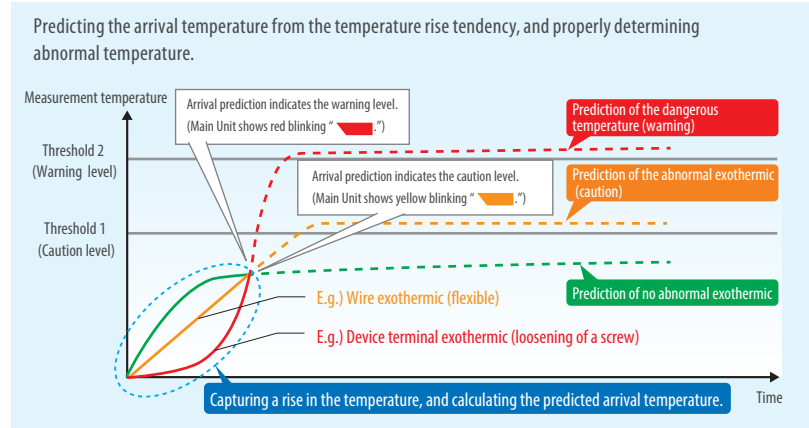 Predicting the arrival temperature from the temperature rise tendency, and properly determining
abnormal temperature.
Measurement temperature
Arrival prediction indicates the warning level.
(Main Unit shows red blinking “ .”)
Prediction of the dangerous
temperature (warning)
Threshold 2
(Warning level)
Arrival prediction indicates the caution level.
(Main Unit shows yellow blinking “ .”)
Prediction of the abnormal exothermic
(caution)
Threshold 1
(Caution level)
Prediction of no abnormal exothermic
E.g.) Wire exothermic (flexible)
E.g.) Device terminal exothermic (loosening of a screw)
Capturing a rise in the temperature, and calculating the predicted arrival temperature.
Time